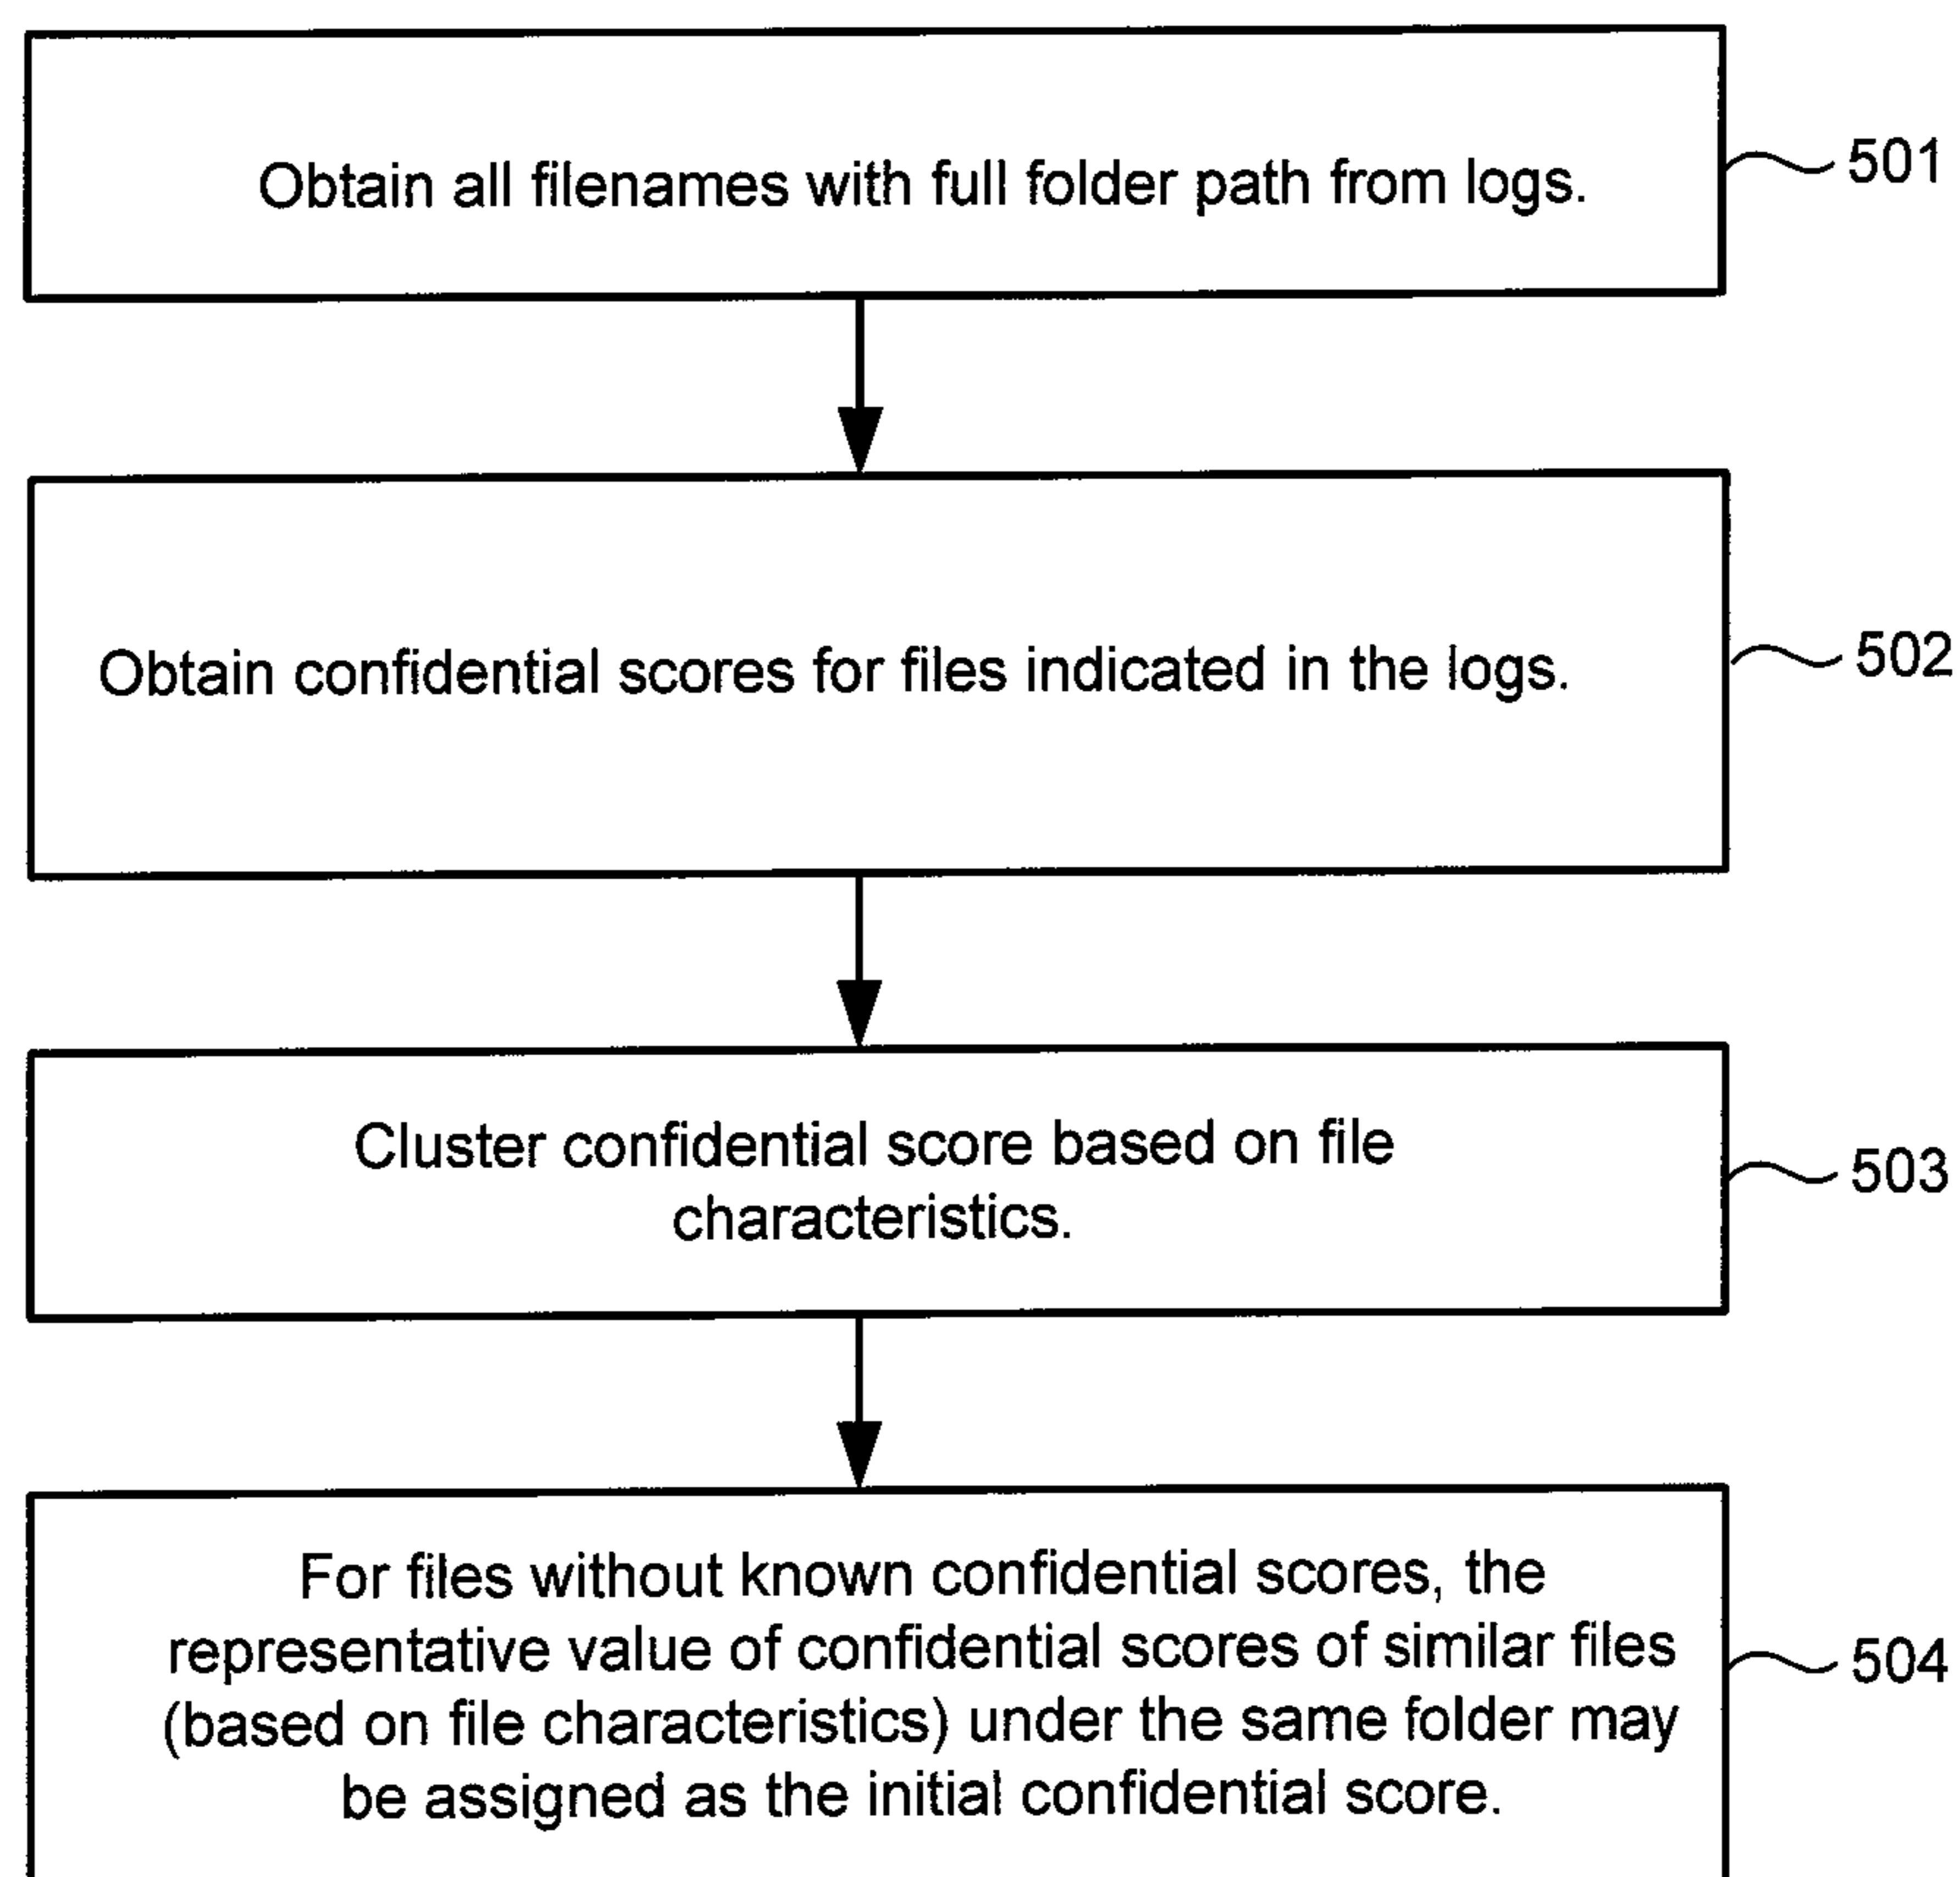 Obtain all filenames with full folder path from logs.
501
Obtain confidential scores for files indicated in the logs.
502
Cluster confidential score based on file
characteristics.
503
For files without known confidential scores, the
representative value of confidential scores of similar files
(based on file characteristics) under the same folder may
be assigned as the initial confidential score.
504